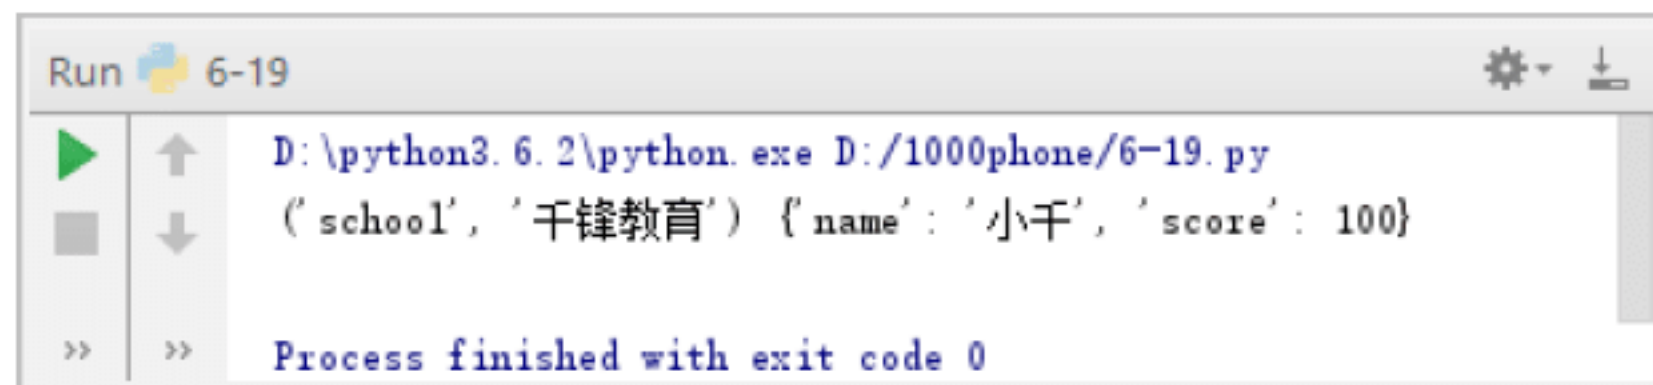 Run 6-19
D:\python3.6.2\python.exe D:/1000phone/6-19.py
('school', '千锋教育') {'name': '小千', 'score': 100}
Process finished with exit code 0